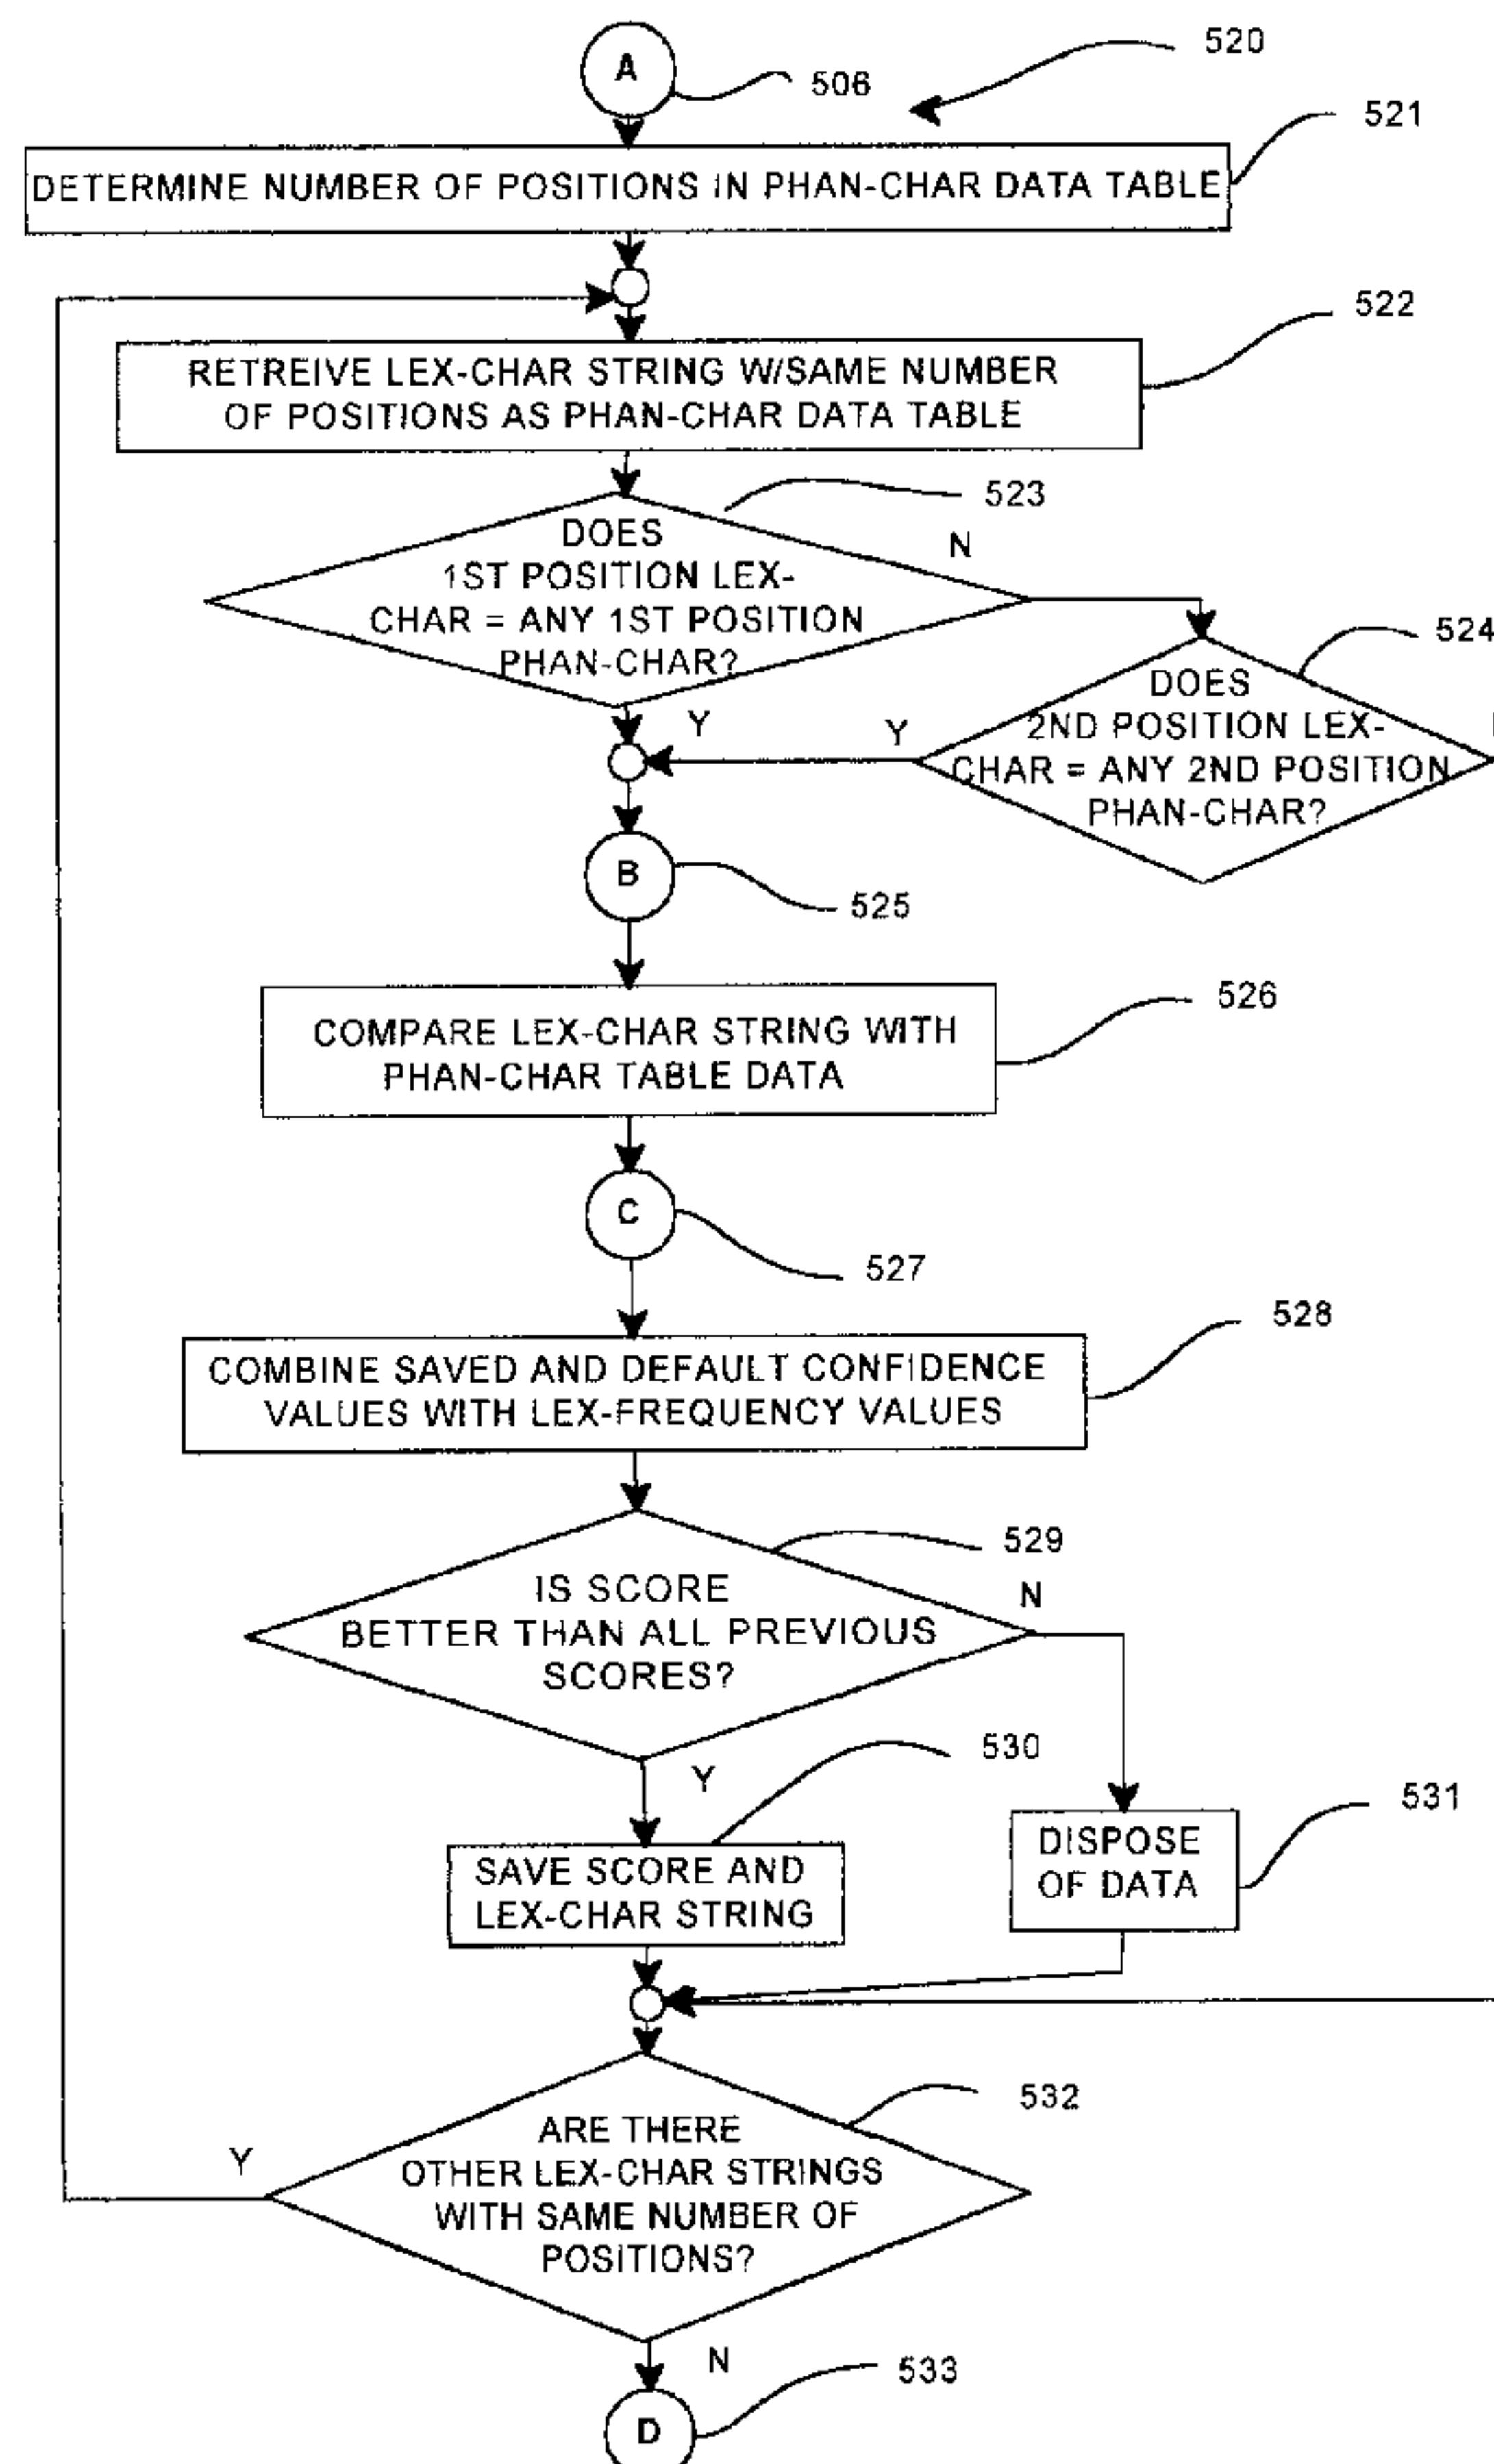 A
506
520
521
DETERMINE NUMBER OF POSITIONS IN PHAN-CHAR DATA TABLE
522
RETREIVE LEX-CHAR STRING W/SAME NUMBER
OF POSITIONS AS PHAN-CHAR DATA TABLE
523
DOES
1ST POSITION LEX-
CHAR = ANY 1ST POSITION
PHAN-CHAR?
N
Y
524
DOES
2ND POSITION LEX-
CHAR = ANY 2ND POSITION
PHAN-CHAR?
Y
B
525
526
COMPARE LEX-CHAR STRING WITH
PHAN-CHAR TABLE DATA
C
527
528
COMBINE SAVED AND DEFAULT CONFIDENCE
VALUES WITH LEX-FREQUENCY VALUES
529
IS SCORE
BETTER THAN ALL PREVIOUS
SCORES?
N
Y
530
SAVE SCORE AND
LEX-CHAR STRING
531
DISPOSE
OF DATA
532
ARE THERE
OTHER LEX-CHAR STRINGS
WITH SAME NUMBER OF
POSITIONS?
Y
N
533
D